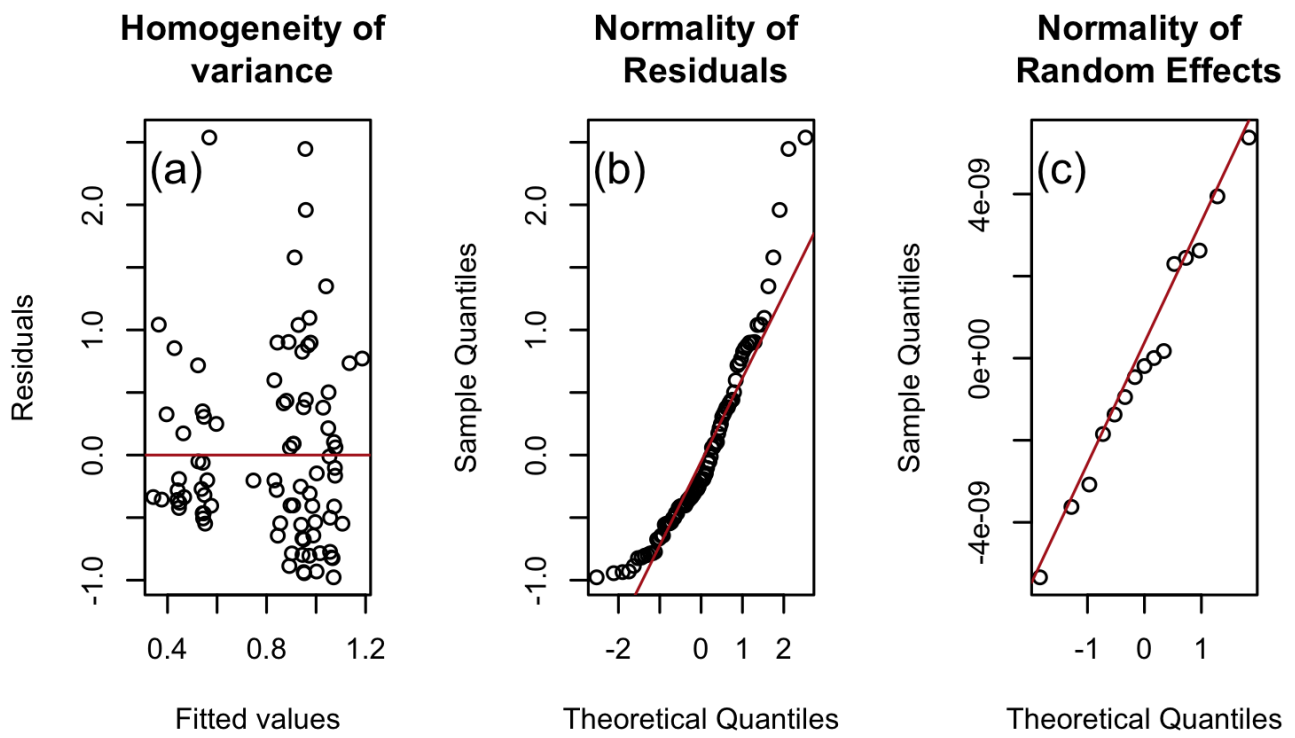 Homogeneity of
variance
Normality of
Residuals
Normality of
Random Effects
(a)
(b)
(c)
Residuals
-1.0
0.0
1.0
2.0
0.4
0.8
1.2
Fitted values
Sample Quantiles
-1.0
0.0
1.0
2.0
-2
0
1
2
Theoretical Quantiles
Sample Quantiles
-4e-09
0e+00
4e-09
-1
0
1
Theoretical Quantiles